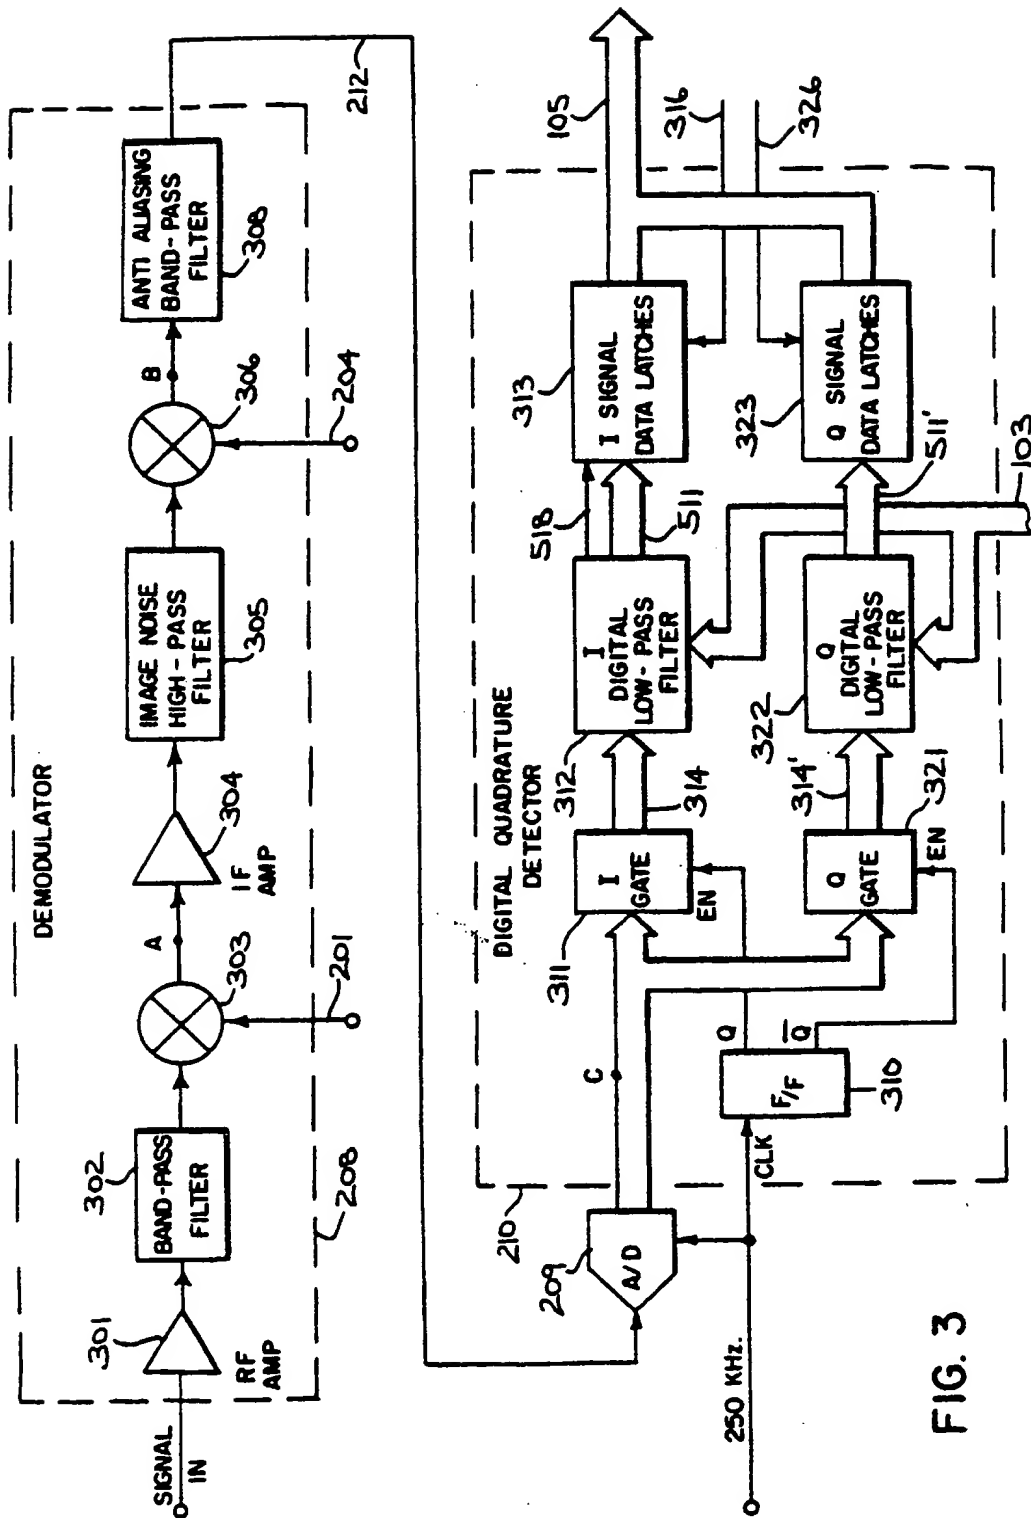 DEMODULATOR
SIGNAL
IN
301
RF
AMP
302
BAND-PASS
FILTER
208
303
201
A
304
IF
AMP
IMAGE NOISE
HIGH-PASS
FILTER
305
306
204
B
ANTI ALIASING
BAND-PASS
FILTER
308
212
DIGITAL QUADRATURE
DETECTOR
210
209
A/D
250 KHz.
CLK
F/F
310
Q
Q̅
C
311
I
GATE
EN
314
Q
GATE
EN
321
314'
312
I
DIGITAL
LOW-PASS
FILTER
322
Q
DIGITAL
LOW-PASS
FILTER
518
511
511'
103
313
I SIGNAL
DATA LATCHES
323
Q SIGNAL
DATA LATCHES
105
316
326
FIG. 3